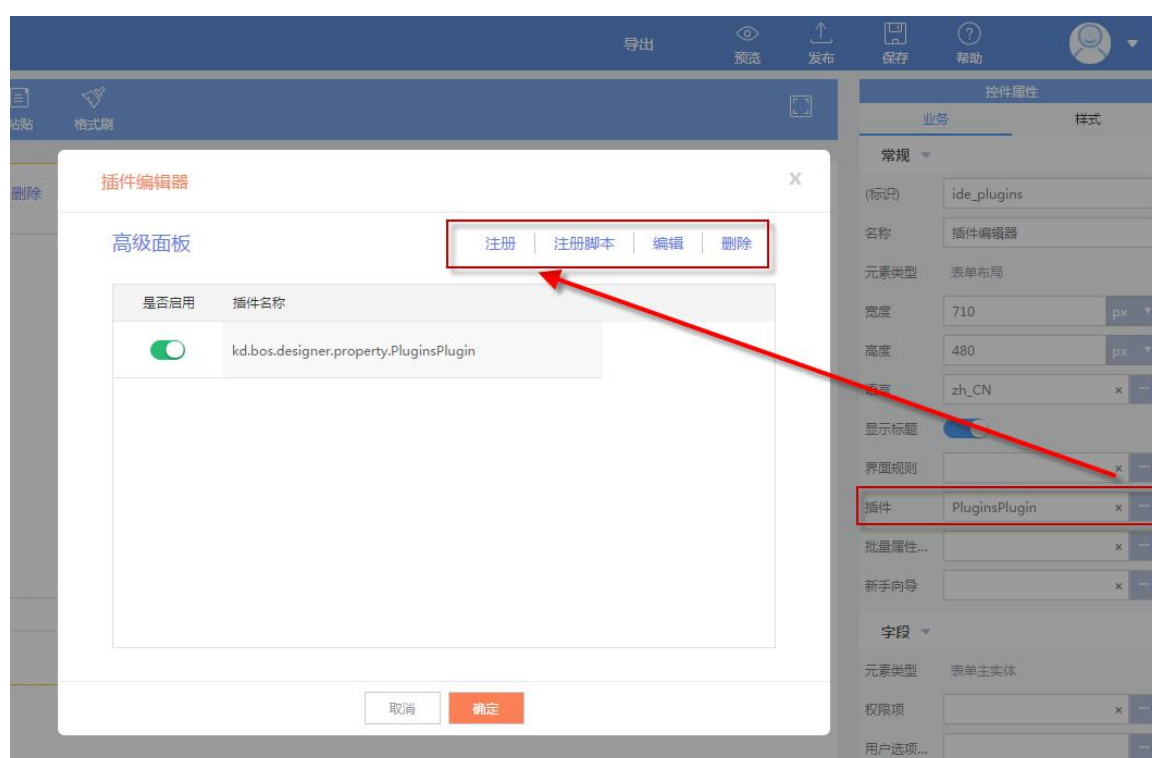 导出
预览
发布
保存
帮助
格式刷
删除
控件属性
业务 样式
常规
(标识) ide_plugins
名称 插件编辑器
元素类型 表单布局
宽度 710 px
高度 480 px
语言 zh_CN ×
显示标题
界面规则 ×
插件 PluginsPlugin ×
批量属性... ×
新手向导 ×
字段
元素类型 表单主实体
权限项 ×
用户选项...
插件编辑器 X
高级面板 注册 注册脚本 编辑 删除
是否启用 插件名称
kd.bos.designer.property.PluginsPlugin
取消 确定